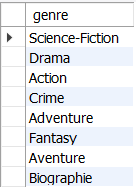 genre
Science-Fiction
Drama
Action
Crime
Adventure
Fantasy
Aventure
Biographie